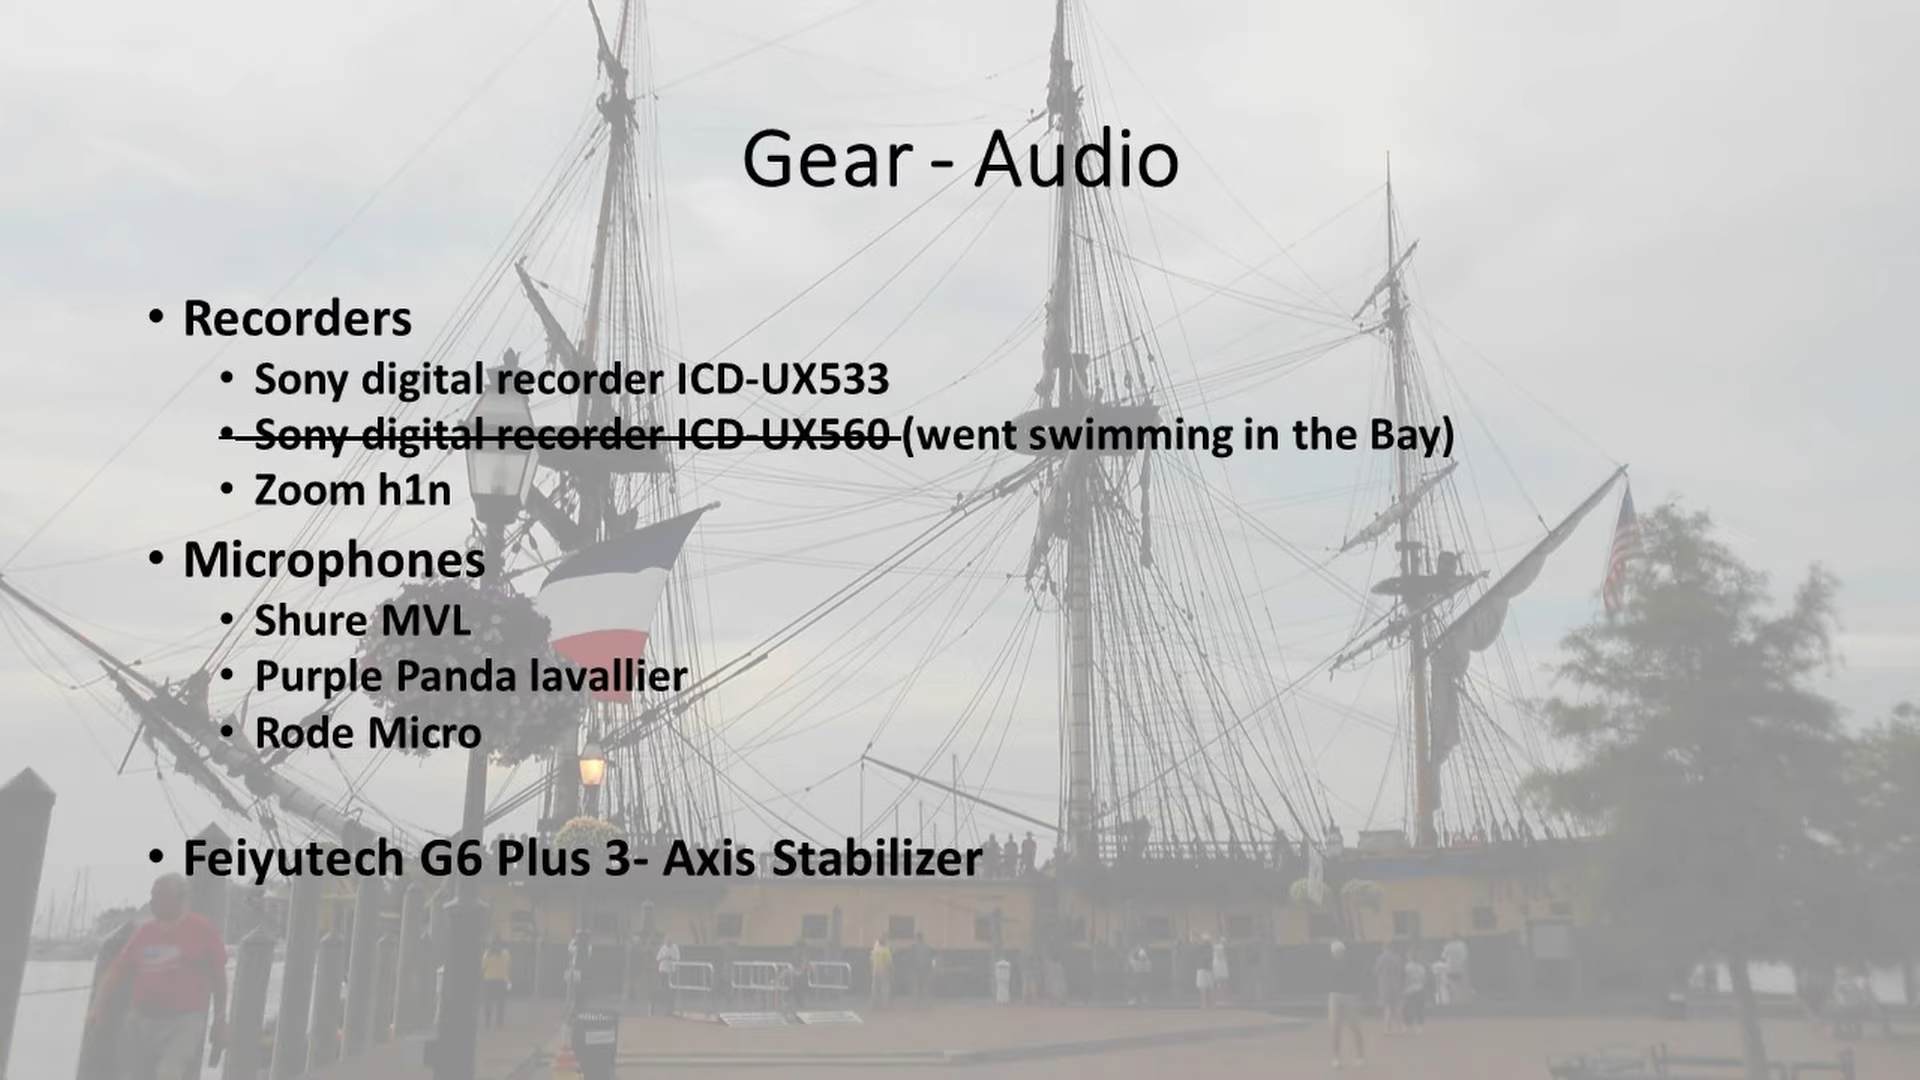 Gear - Audio
• Recorders
• Sony digital recorder ICD-UX533
• Sony digital recorder ICD-UX560 (went swimming in the Bay)
• Zoom h1n
• Microphones
• Shure MVL
• Purple Panda lavallier
• Rode Micro
• Feiyutech G6 Plus 3- Axis Stabilizer